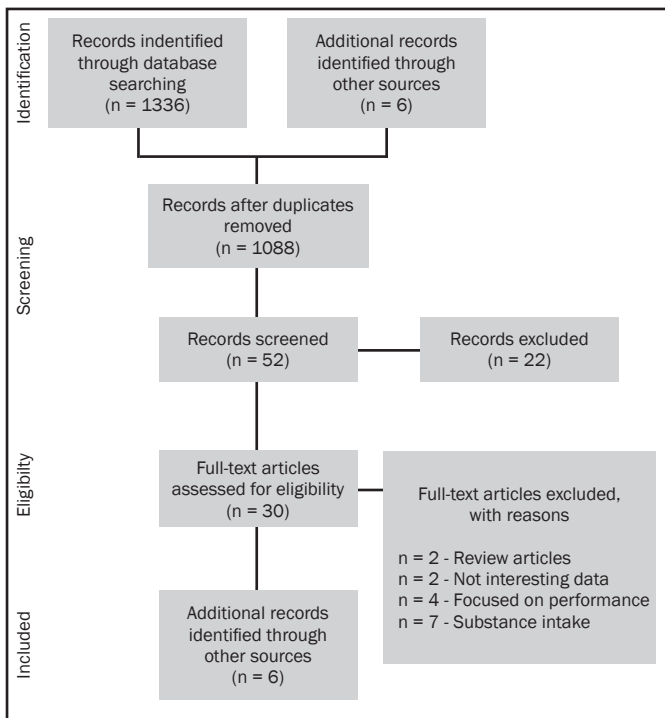 Identification
Records indentified
through database
searching
(n = 1336)
Additional records
identified through
other sources
(n = 6)
Screening
Records after duplicates
removed
(n = 1088)
Records screened
(n = 52)
Records excluded
(n = 22)
Eligibilty
Full-text articles
assessed for eligibility
(n = 30)
Full-text articles excluded,
with reasons
n = 2 - Review articles
n = 2 - Not interesting data
n = 4 - Focused on performance
n = 7 - Substance intake
Included
Additional records
identified through
other sources
(n = 6)